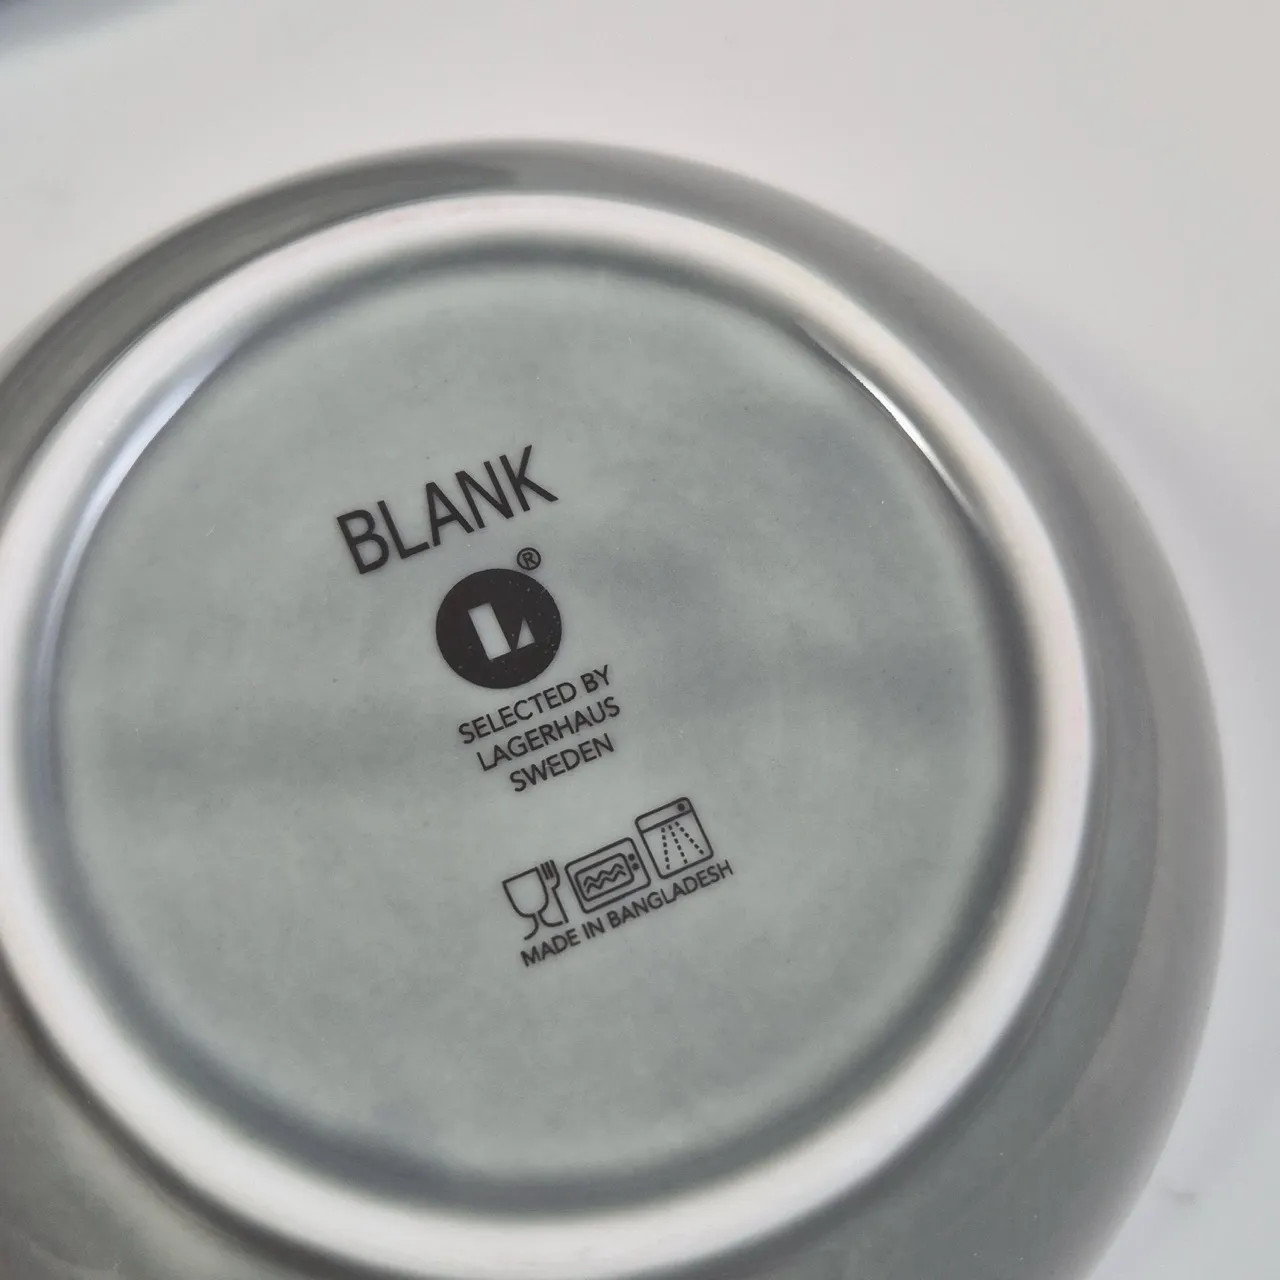 BLANK
®
L
SELECTED BY
LAGERHAUS
SWEDEN
MADE IN BANGLADESH